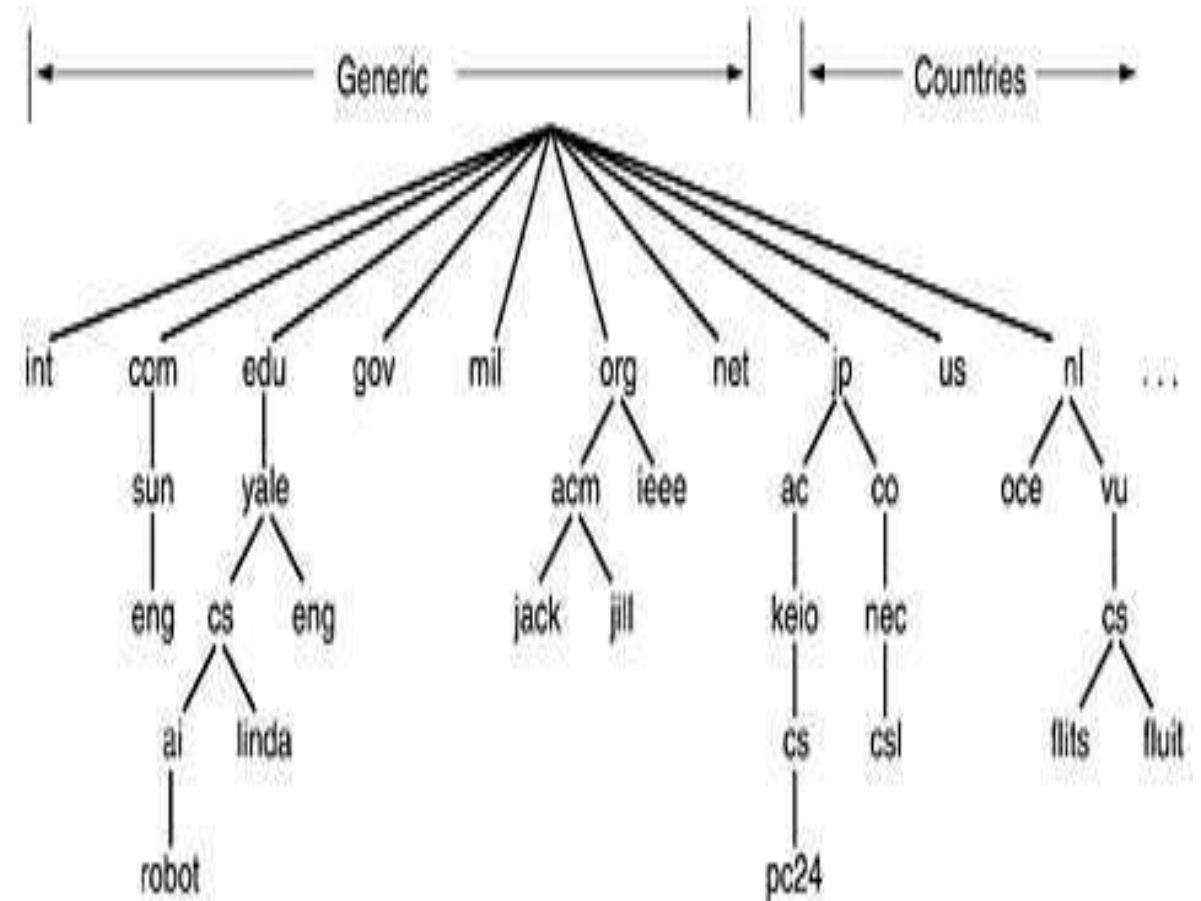 Generic Countries
int com edu gov mil org net jp us nl ...
sun yale acm ieee ac co oce vu
eng cs eng jack jill keio nec cs
ai linda cs csl flits fluit
robot pc24